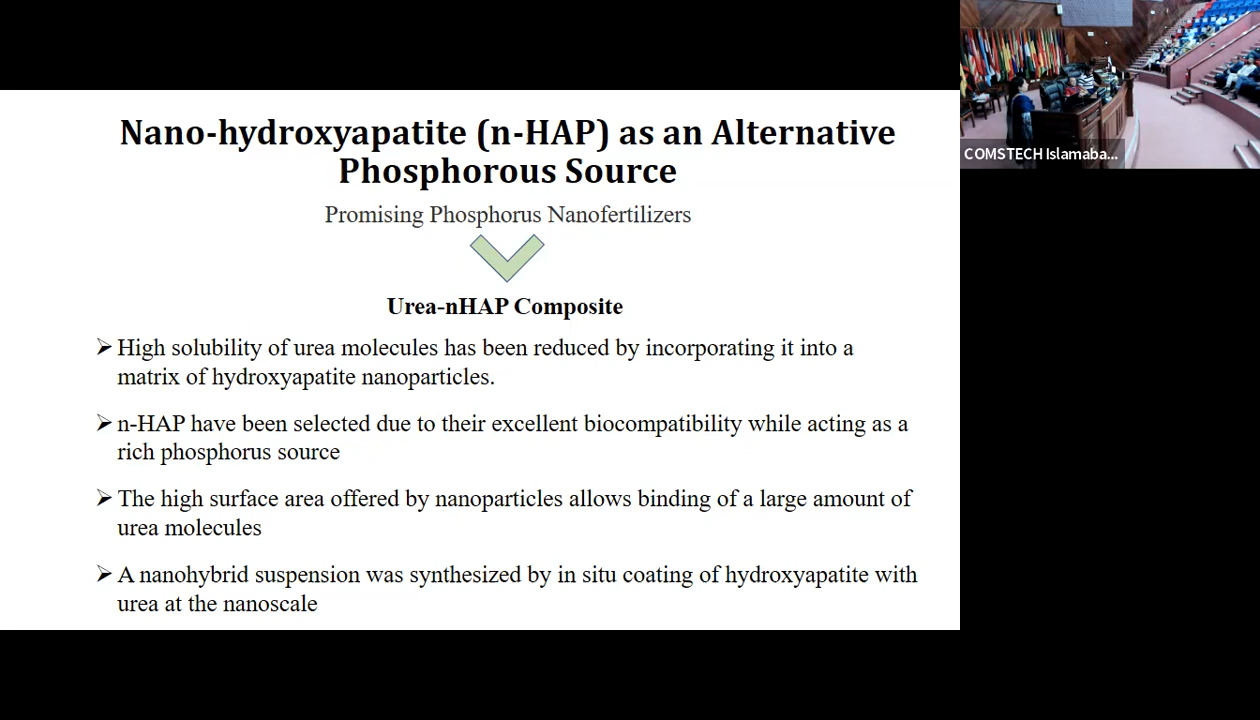 Nano-hydroxyapatite (n-HAP) as an Alternative
Phosphorous Source
Promising Phosphorus Nanofertilizers
Urea-nHAP Composite
➢ High solubility of urea molecules has been reduced by incorporating it into a
matrix of hydroxyapatite nanoparticles.
➢ n-HAP have been selected due to their excellent biocompatibility while acting as a
rich phosphorus source
➢ The high surface area offered by nanoparticles allows binding of a large amount of
urea molecules
➢ A nanohybrid suspension was synthesized by in situ coating of hydroxyapatite with
urea at the nanoscale
COMSTECH Islamaba...